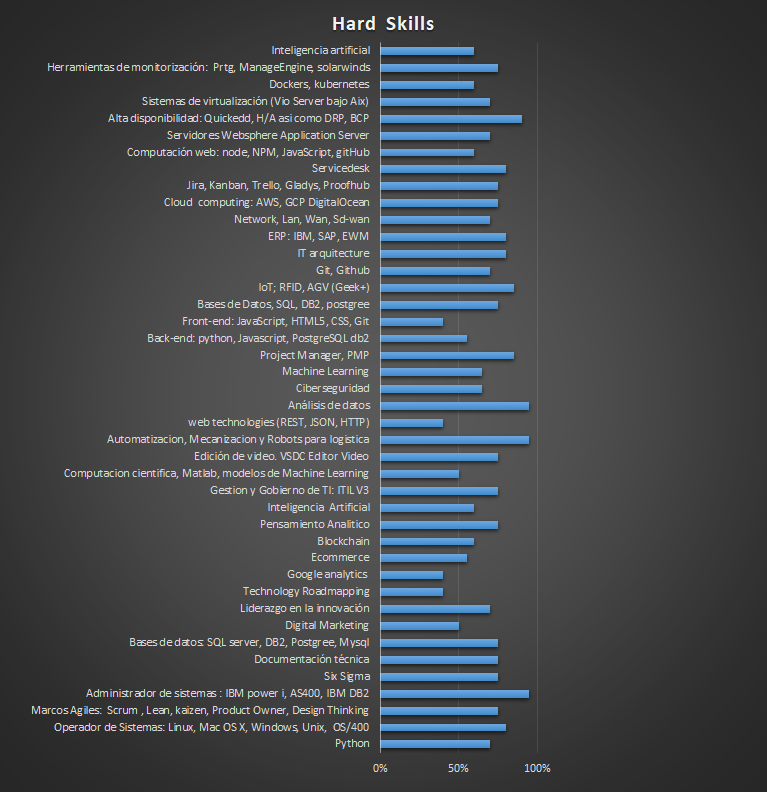 Hard Skills
Inteligencia artificial
Herramientas de monitorización: Prtg, ManageEngine, solarwinds
Dockers, kubernetes
Sistemas de virtualización (Vio Server bajo Aix)
Alta disponibilidad: Quickedd, H/A asi como DRP, BCP
Servidores Websphere Application Server
Computación web: node, NPM, JavaScript, gitHub
Servicedesk
Jira, Kanban, Trello, Gladys, Proofhub
Cloud computing: AWS, GCP DigitalOcean
Network, Lan, Wan, Sd-wan
ERP: IBM, SAP, EWM
IT arquitecture
Git, Github
IoT; RFID, AGV (Geek+)
Bases de Datos, SQL, DB2, postgree
Front-end: JavaScript, HTML5, CSS, Git
Back-end: python, Javascript, PostgreSQL db2
Project Manager, PMP
Machine Learning
Ciberseguridad
Análisis de datos
web technologies (REST, JSON, HTTP)
Automatizacion, Mecanizacion y Robots para logística
Edición de video. VSDC Editor Video
Computacion cientifica, Matlab, modelos de Machine Learning
Gestion y Gobierno de TI: ITIL V3
Inteligencia Artificial
Pensamiento Analitico
Blockchain
Ecommerce
Google analytics
Technology Roadmapping
Liderazgo en la innovación
Digital Marketing
Bases de datos: SQL server, DB2, Postgree, Mysql
Documentación técnica
Six Sigma
Administrador de sistemas : IBM power i, AS400, IBM DB2
Marcos Agiles: Scrum , Lean, kaizen, Product Owner, Design Thinking
Operador de Sistemas: Linux, Mac OS X, Windows, Unix, OS/400
Python
0% 50% 100%